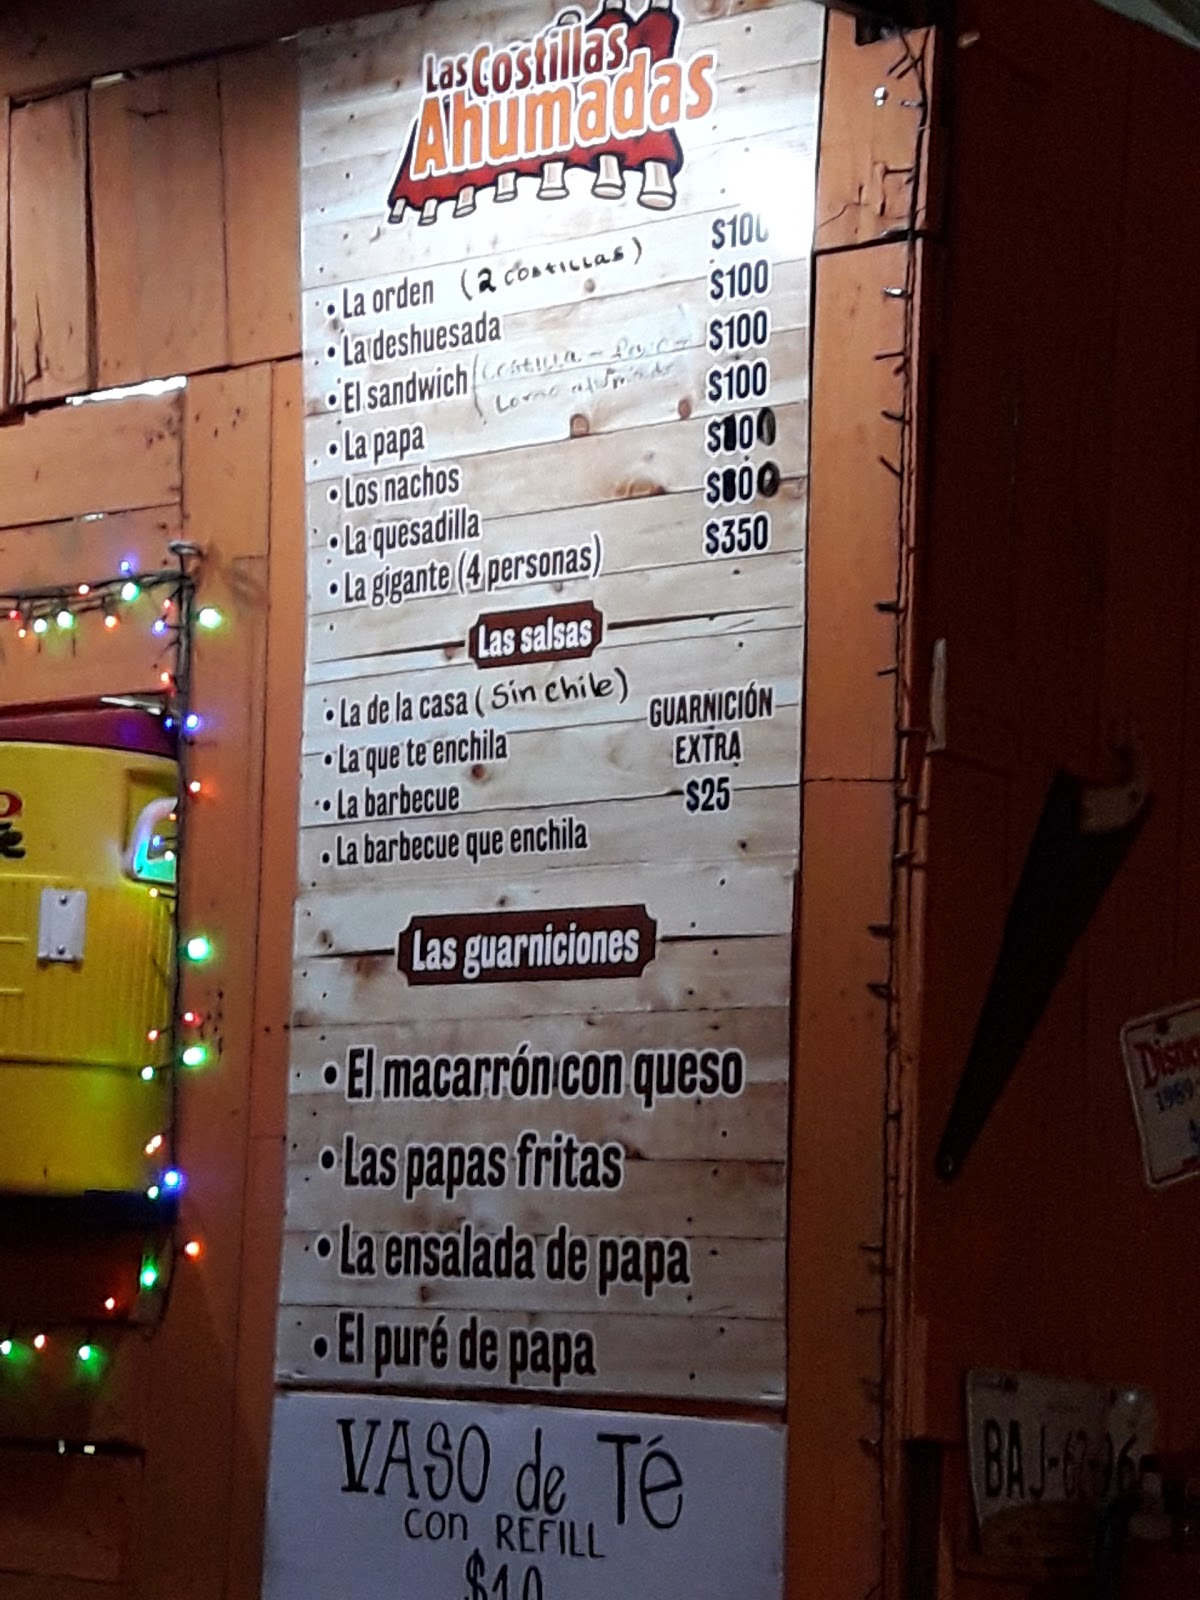 Las Costillas
Ahumadas
• La orden (2 costillas) $100
• La deshuesada $100
• El sandwich $100
• La papa $100
• Los nachos $100
• La quesadilla $100
• La gigante (4 personas) $350
Las salsas
• La de la casa (Sin chile)
• La que te enchila
• La barbecue
• La barbecue que enchila
GUARNICIÓN
EXTRA
$25
Las guarniciones
• El macarrón con queso
• Las papas fritas
• La ensalada de papa
• El puré de papa
VASO de Té
con REFILL
$10